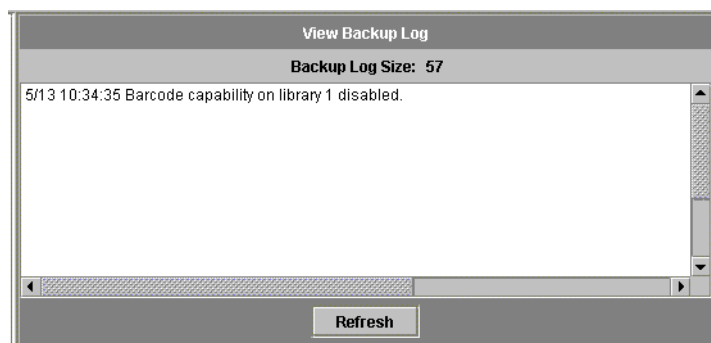 View Backup Log
Backup Log Size: 57
5/13 10:34:35 Barcode capability on library 1 disabled.
Refresh